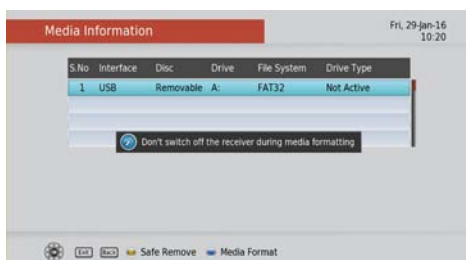 Media Information
Fri, 29-Jan-16
10:20
S.No Interface Disc Drive File System Drive Type
1 USB Removable A: FAT32 Not Active
Don't switch off the receiver during media formatting
Exit Back Safe Remove Media Format